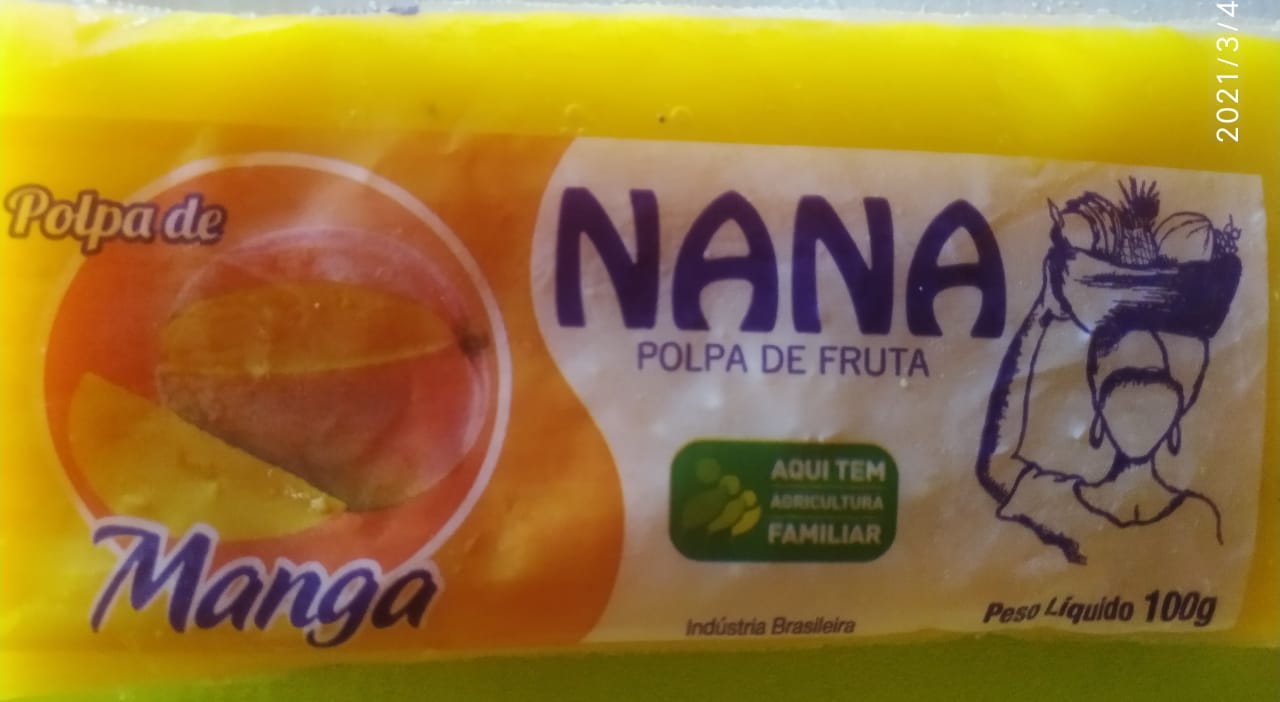 Polpa de
Manga
NANA
POLPA DE FRUTA
AQUI TEM
AGRICULTURA
FAMILIAR
Indústria Brasileira
Peso Líquido 100g
2021/3/4